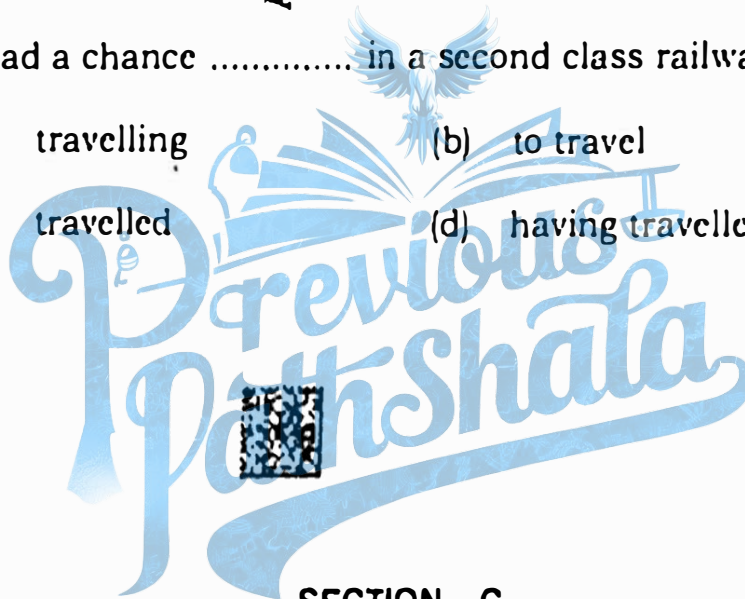 ad a chance .............. in a second class railwa
travelling (b) to travel
travelled (d) having travelle
Previous
Pathshala
SECTION C